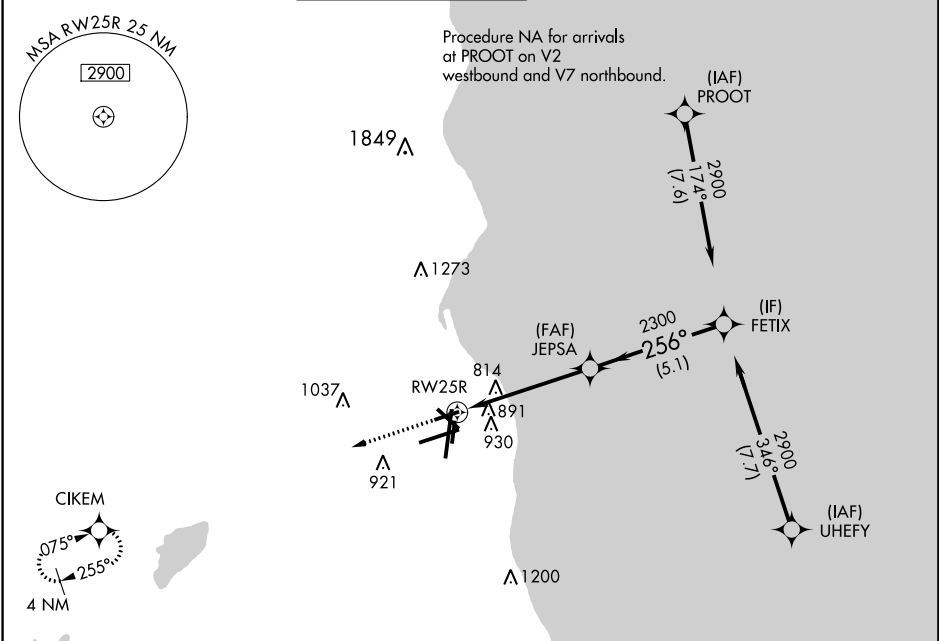 MSA RW25R 25 NM
2900
Procedure NA for arrivals
at PROOT on V2
westbound and V7 northbound.
(IAF)
PROOT
1849
2900
174°
(7.6)
1273
(IF)
FETIX
2300
256°
(5.1)
(FAF)
JEPSA
814
RW25R
1037
891
930
921
2900
346°
(7.7)
CIKEM
(IAF)
UHEFY
075°
255°
4 NM
1200